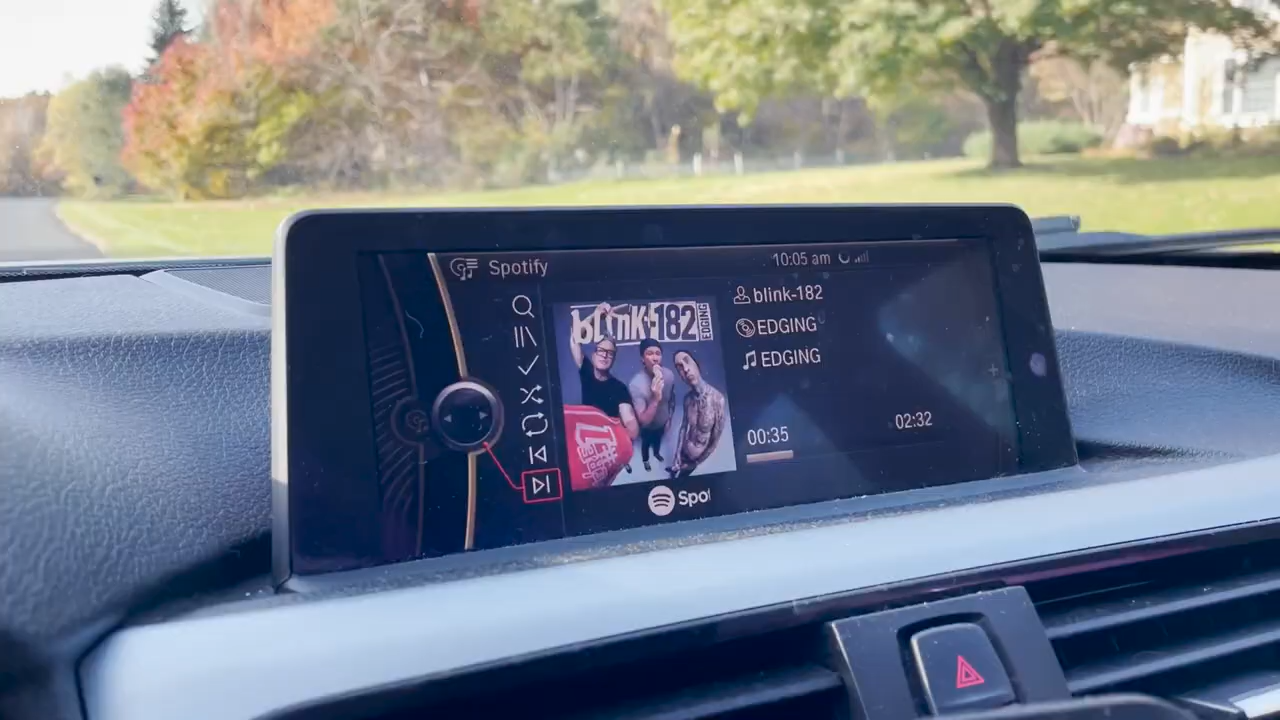 Spotify
10:05 am
blink-182
EDGING
blink-182
EDGING
EDGING
00:35
02:32
Spot